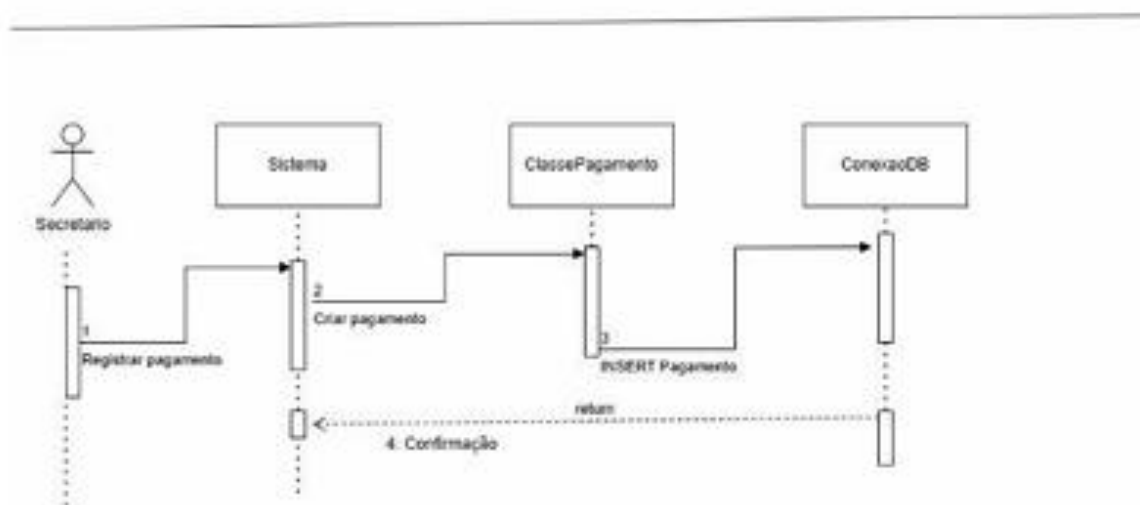 Sistema
ClassePagamento
ConexaoDB
Secretario
1
Registrar pagamento
2
Criar pagamento
3
INSERT Pagamento
return
4: Confirmação